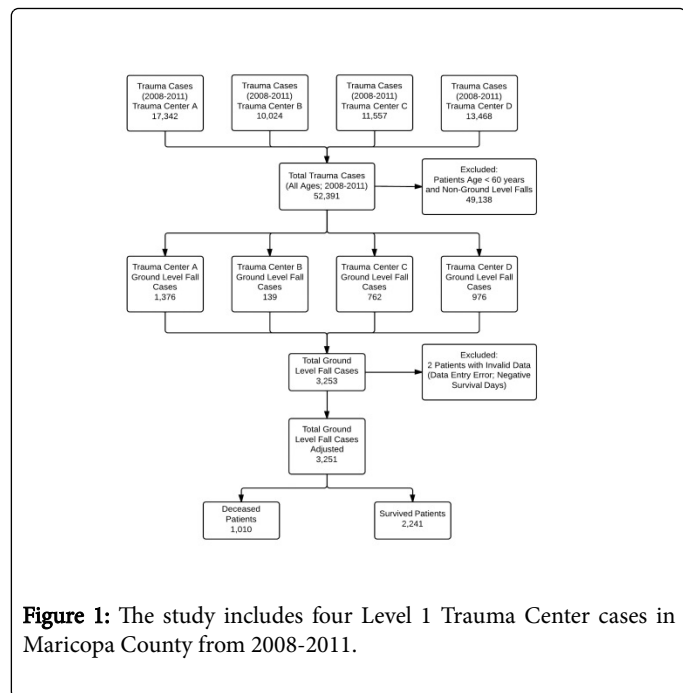 Trauma Cases
(2008-2011)
Trauma Center A
17,342
Trauma Cases
(2008-2011)
Trauma Center B
10,024
Trauma Cases
(2008-2011)
Trauma Center C
11,557
Trauma Cases
(2008-2011)
Trauma Center D
13,468
Total Trauma Cases
(All Ages; 2008-2011)
52,391
Excluded:
Patients Age < 60 years
and Non-Ground Level Falls
49,138
Trauma Center A
Ground Level Fall
Cases
1,376
Trauma Center B
Ground Level Fall
Cases
139
Trauma Center C
Ground Level Fall
Cases
762
Trauma Center D
Ground Level Fall
Cases
976
Total Ground
Level Fall Cases
3,253
Excluded:
2 Patients with Invalid Data
(Data Entry Error; Negative
Survival Days)
Total Ground
Level Fall Cases
Adjusted
3,251
Deceased
Patients
1,010
Survived Patients
2,241
Figure 1: The study includes four Level 1 Trauma Center cases in
Maricopa County from 2008-2011.